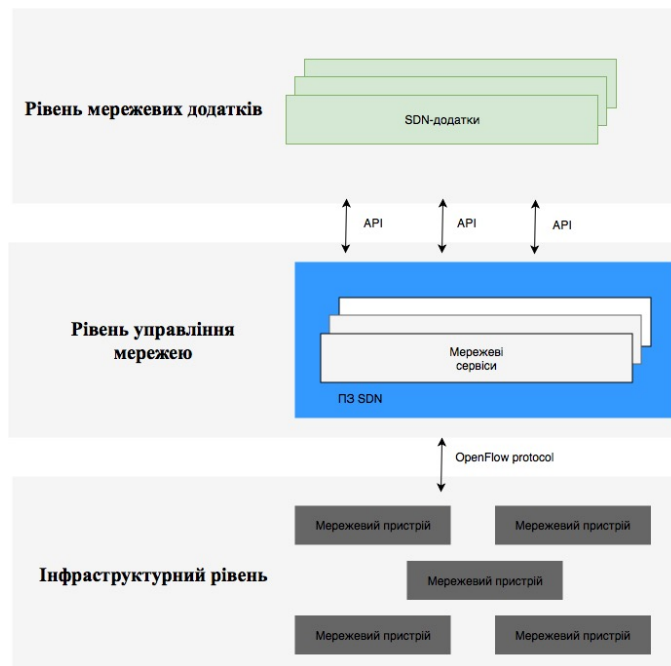 Рівень мережевих додатків
SDN-додатки
API
API
API
Рівень управління
мережею
Мережеві
сервіси
ПЗ SDN
OpenFlow protocol
Інфраструктурний рівень
Мережевий пристрій
Мережевий пристрій
Мережевий пристрій
Мережевий пристрій
Мережевий пристрій